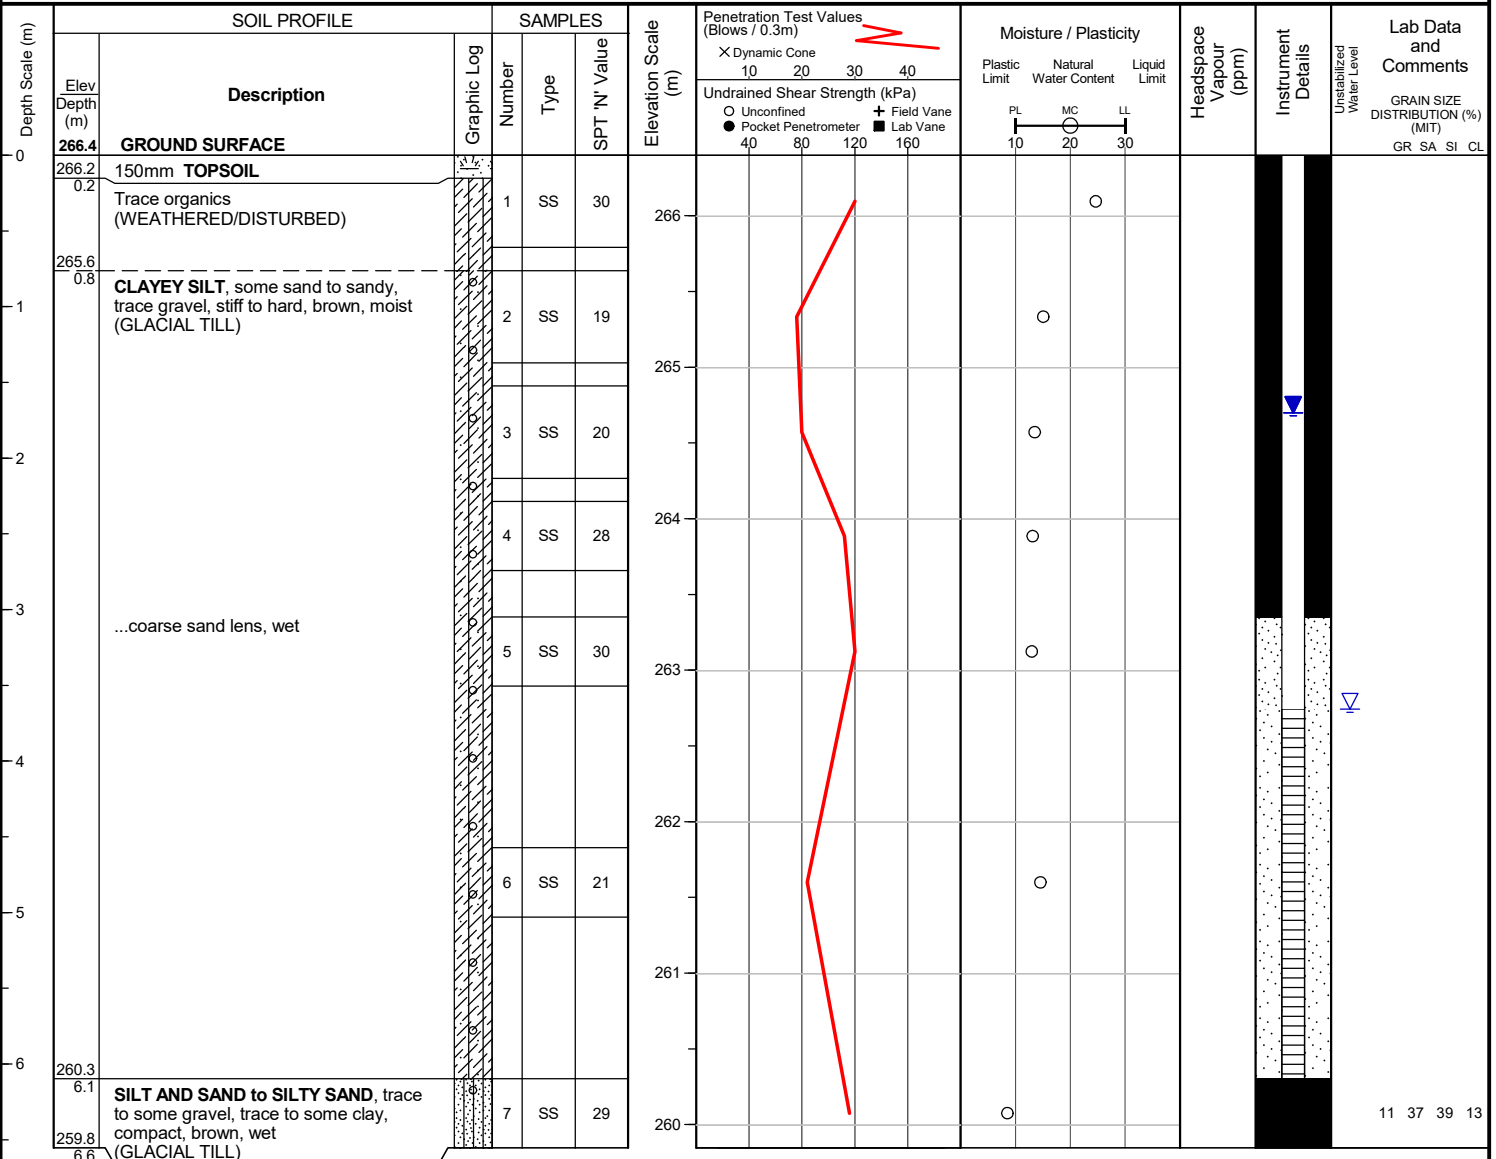 SOIL PROFILE
SAMPLES
Depth Scale (m)
Elev
Depth
(m)
Description
Graphic Log
Number
Type
SPT 'N' Value
Elevation Scale
(m)
Penetration Test Values
(Blows / 0.3m)
Dynamic Cone
10 20 30 40
Undrained Shear Strength (kPa)
Unconfined
Field Vane
Pocket Penetrometer
Lab Vane
40 80 120 160
Moisture / Plasticity
Plastic
Limit
Natural
Water Content
Liquid
Limit
PL MC LL
10 20 30
Headspace
Vapour
(ppm)
Instrument
Details
Unstabilized
Water Level
Lab Data
and
Comments
GRAIN SIZE
DISTRIBUTION (%)
(MIT)
GR SA SI CL
266.4 GROUND SURFACE
0
266.2 150mm TOPSOIL
0.2
Trace organics
(WEATHERED/DISTURBED)
1 SS 30
266
265.6
0.8
CLAYEY SILT, some sand to sandy,
trace gravel, stiff to hard, brown, moist
(GLACIAL TILL)
1
2 SS 19
265
3 SS 20
2
264
4 SS 28
3
...coarse sand lens, wet
5 SS 30
263
4
262
6 SS 21
5
261
6
260.3
6.1
SILT AND SAND to SILTY SAND, trace
to some gravel, trace to some clay,
compact, brown, wet
(GLACIAL TILL)
7 SS 29
260
11 37 39 13
259.8
6.6